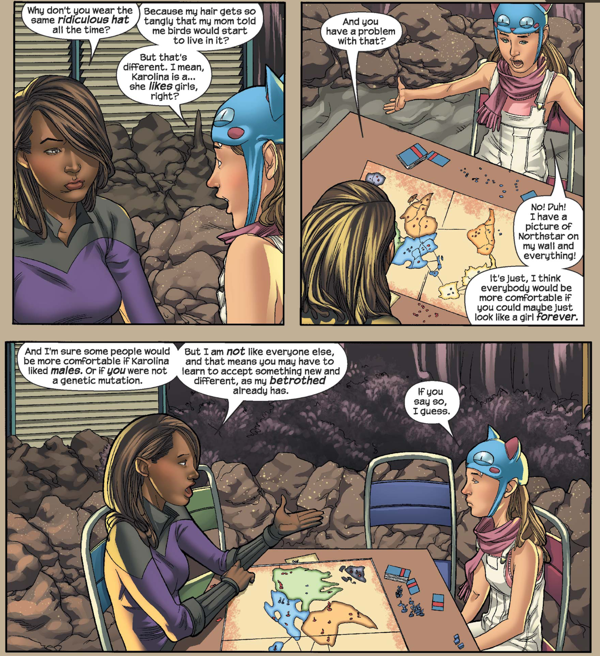 Why don't you wear the
same ridiculous hat
all the time?
Because my hair gets so
tangly that my mom told
me birds would start
to live in it?
But that's
different. I mean,
Karolina is a...
she likes girls,
right?
And you
have a problem
with that?
No! Duh!
I have a
picture of
Northstar on
my wall and
everything!
It's just, I think
everybody would be
more comfortable if
you could maybe just
look like a girl forever.
And I'm sure some people would
be more comfortable if Karolina
liked males. Or if you were not
a genetic mutation.
But I am not like everyone else,
and that means you may have to
learn to accept something new and
different, as my betrothed
already has.
If you
say so,
I guess.